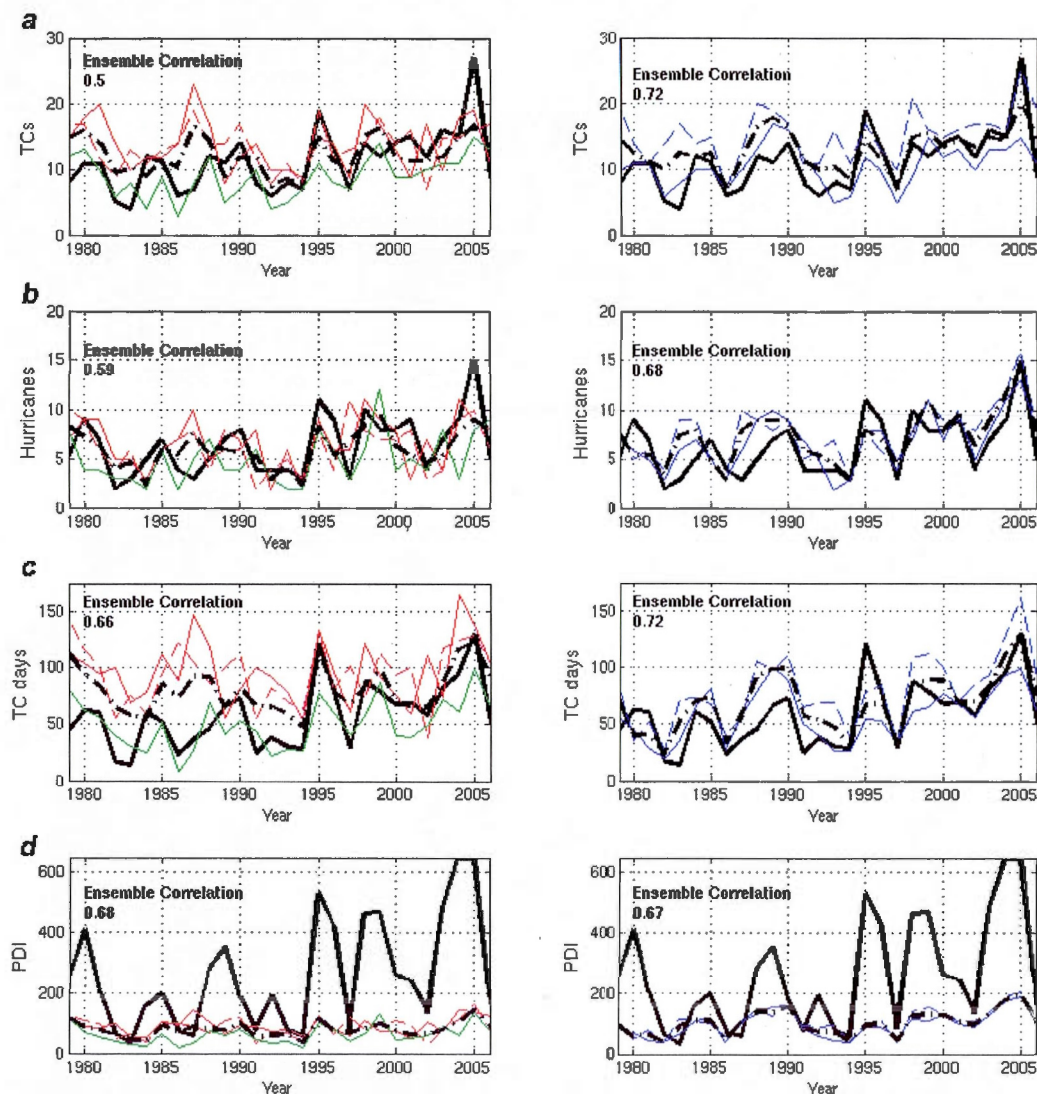 a
30
20
10
0
TCs
Ensemble Correlation
0.5
1980 1985 1990 1995 2000 2005
Year
30
20
10
0
TCs
Ensemble Correlation
0.72
1980 1985 1990 1995 2000 2005
Year
b
20
15
10
5
0
Hurricanes
Ensemble Correlation
0.59
1980 1985 1990 1995 2000 2005
Year
20
15
10
5
0
Hurricanes
Ensemble Correlation
0.68
1980 1985 1990 1995 2000 2005
Year
c
150
100
50
0
TC days
Ensemble Correlation
0.66
1980 1985 1990 1995 2000 2005
Year
150
100
50
0
TC days
Ensemble Correlation
0.72
1980 1985 1990 1995 2000 2005
Year
d
600
400
200
0
PDI
Ensemble Correlation
0.68
1980 1985 1990 1995 2000 2005
Year
600
400
200
0
PDI
Ensemble Correlation
0.67
1980 1985 1990 1995 2000 2005
Year